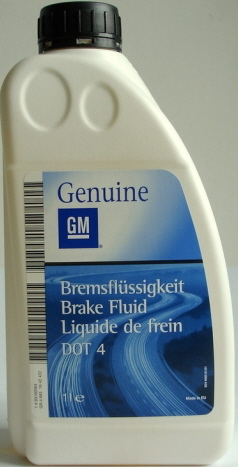 Genuine
GM
Bremsflüssigkeit
Brake Fluid
Liquide de frein
DOT 4
1l e
Made in EU